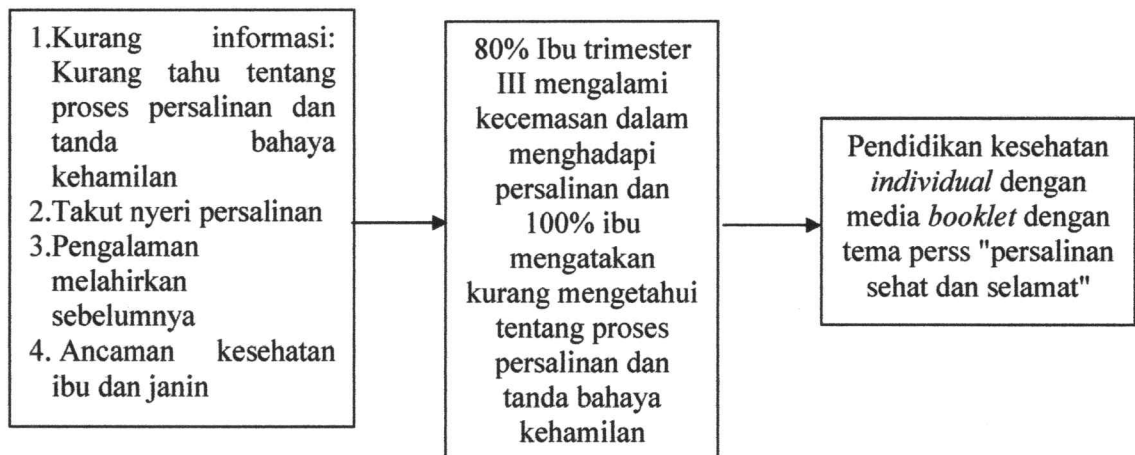 1.Kurang informasi:
Kurang tahu tentang
proses persalinan dan
tanda bahaya
kehamilan
2.Takut nyeri persalinan
3.Pengalaman
melahirkan
sebelumnya
4. Ancaman kesehatan
ibu dan janin
80% Ibu trimester
III mengalami
kecemasan dalam
menghadapi
persalinan dan
100% ibu
mengatakan
kurang mengetahui
tentang proses
persalinan dan
tanda bahaya
kehamilan
Pendidikan kesehatan
individual dengan
media booklet dengan
tema perss "persalinan
sehat dan selamat"